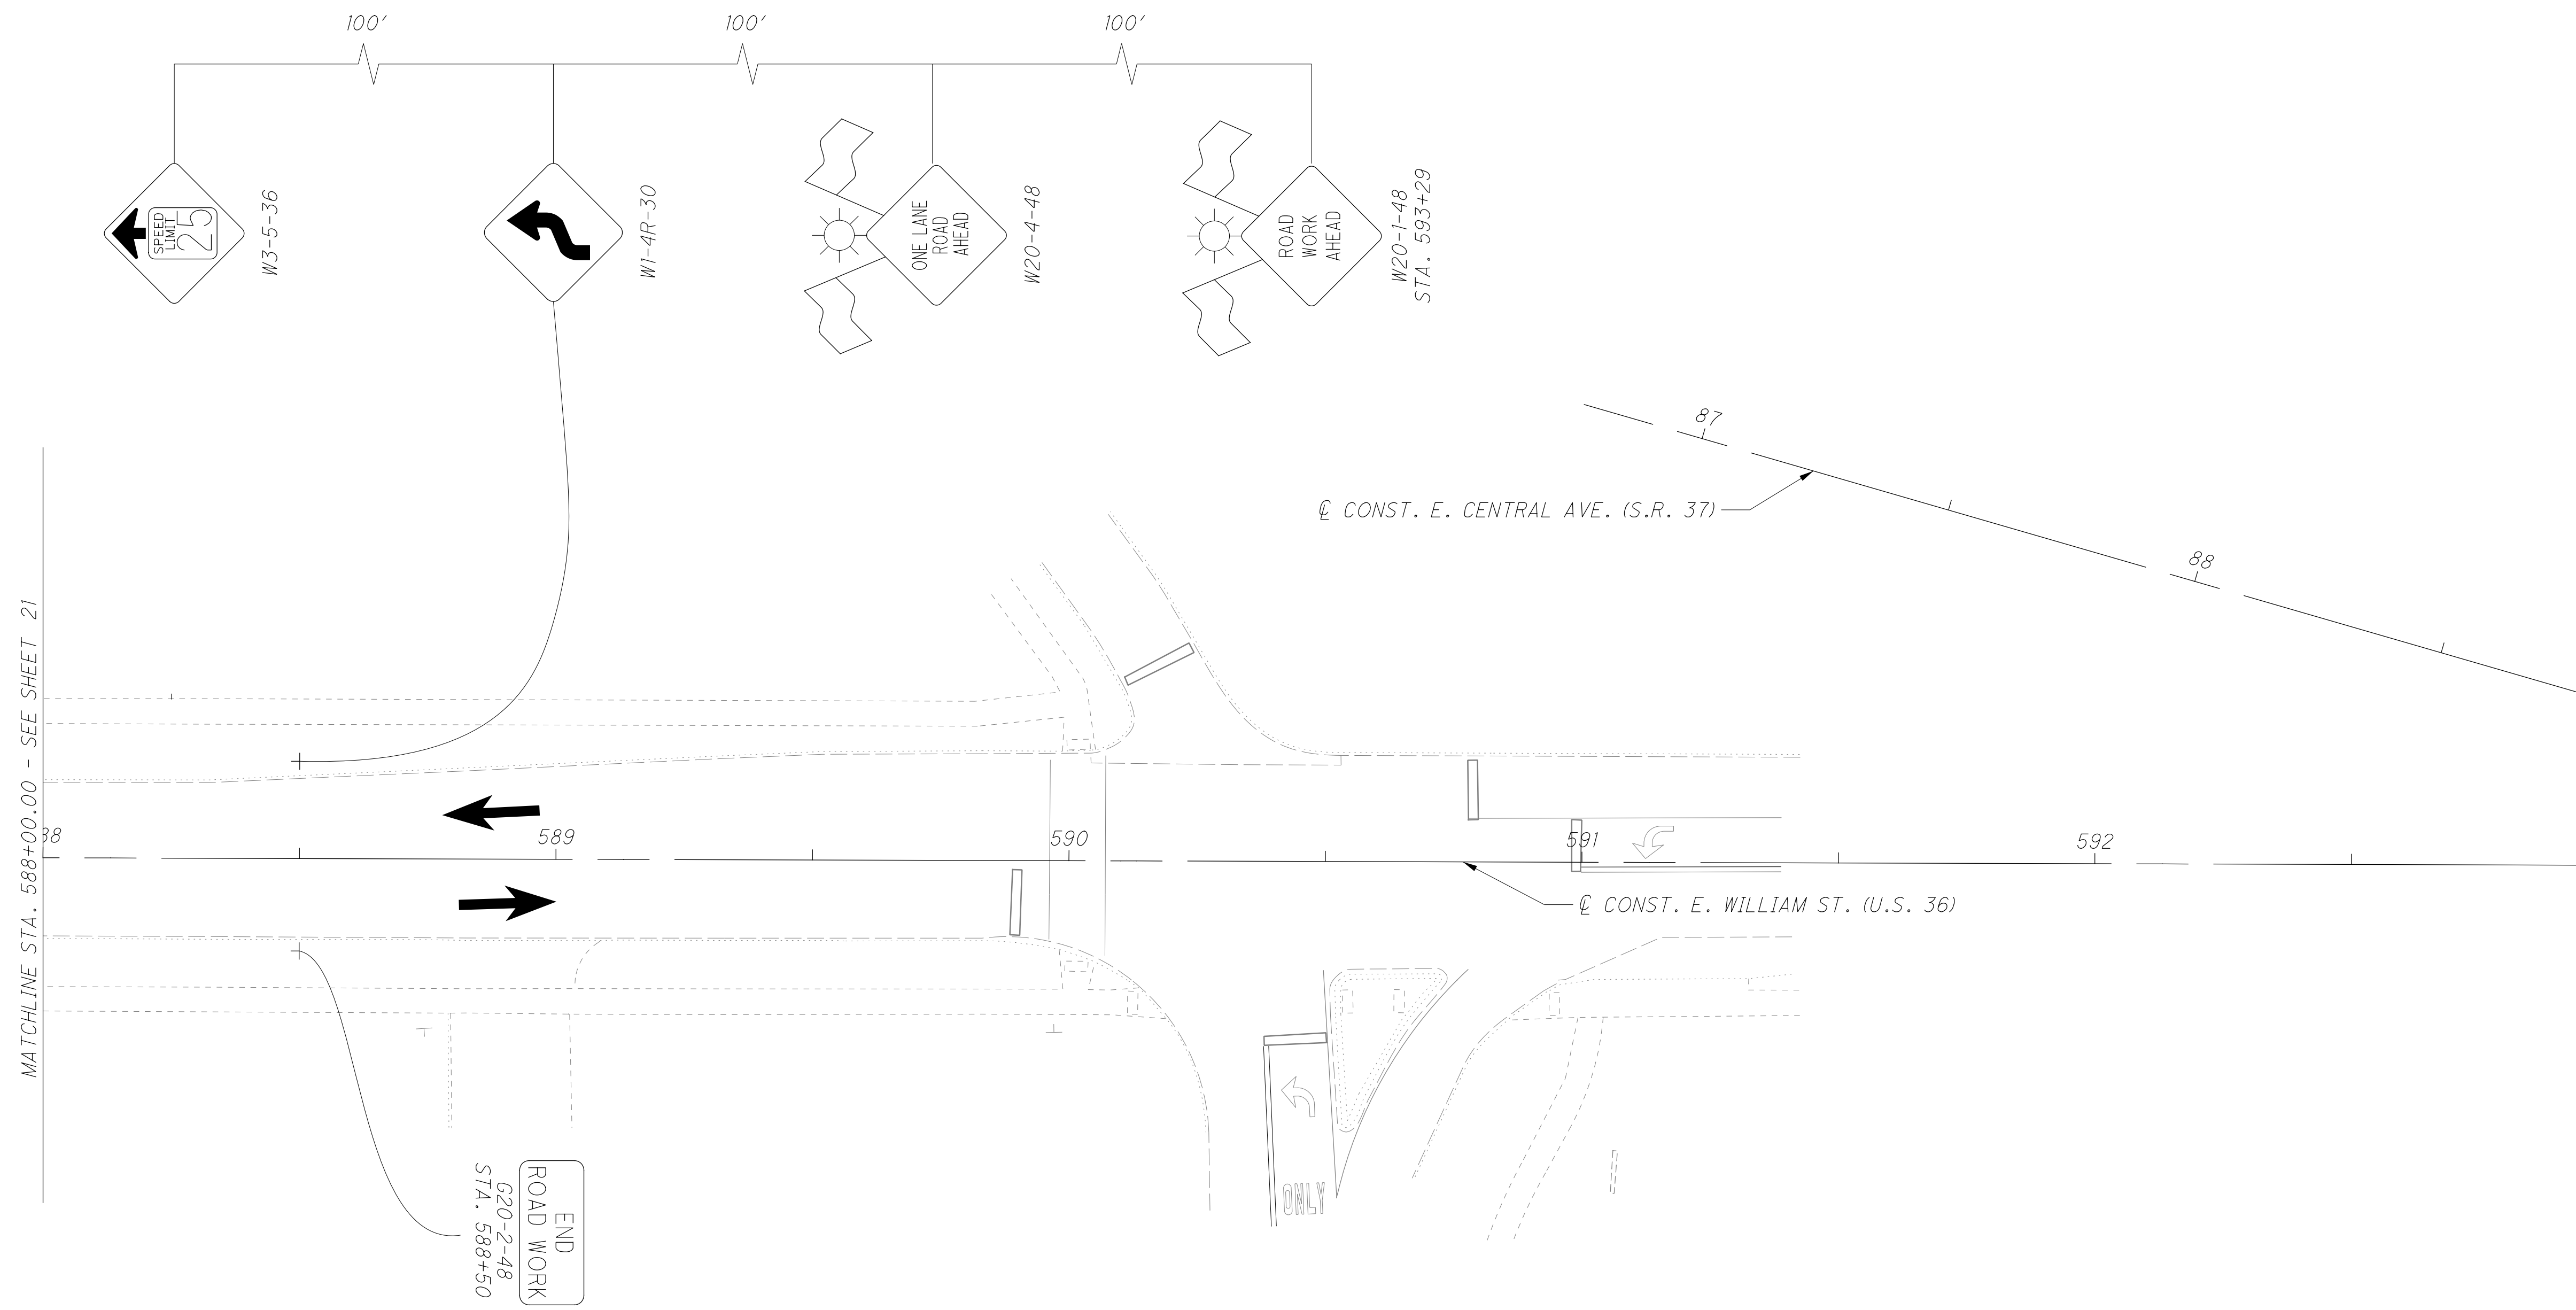 100'
100'
100'
SPEED
LIMIT
25
W3-5-36
W1-4R-30
ONE LANE
ROAD
AHEAD
W20-4-48
ROAD
WORK
AHEAD
W20-1-48
STA. 593+29
87
88
℄ CONST. E. CENTRAL AVE. (S.R. 37)
MATCHLINE STA. 588+00.00 - SEE SHEET 21
589
590
591
592
℄ CONST. E. WILLIAM ST. (U.S. 36)
ONLY
END
ROAD WORK
G20-2-48
STA. 588+50